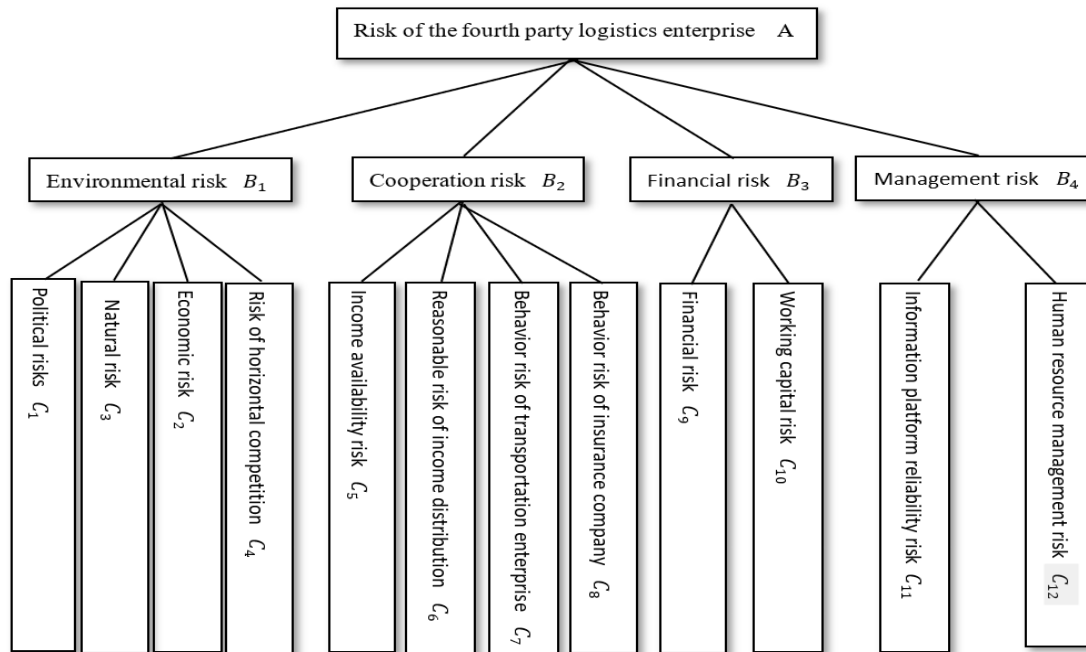 Risk of the fourth party logistics enterprise A
Environmental risk B₁
Cooperation risk B₂
Financial risk B₃
Management risk B₄
Political risks C₁
Natural risk C₃
Economic risk C₂
Risk of horizontal competition C₄
Income availability risk C₅
Reasonable risk of income distribution C₆
Behavior risk of transportation enterprise C₇
Behavior risk of insurance company C₈
Financial risk C₉
Working capital risk C₁₀
Information platform reliability risk C₁₁
Human resource management risk C₁₂